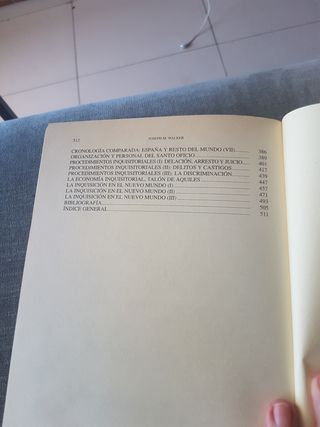 512
JOSEPH M. WALKER
CRONOLOGÍA COMPARADA: ESPAÑA Y RESTO DEL MUNDO (VII) 386
ORGANIZACIÓN Y PERSONAL DEL SANTO OFICIO 389
PROCEDIMIENTOS INQUISITORIALES (I): DELACIÓN, ARRESTO Y JUICIO 401
PROCEDIMIENTOS INQUISITORIALES (II): DELITOS Y CASTIGOS 417
PROCEDIMIENTOS INQUISITORIALES (III): LA DISCRIMINACIÓN 439
LA ECONOMÍA INQUISITORIAL, TALÓN DE AQUILES 447
LA INQUISICIÓN EN EL NUEVO MUNDO (I) 457
LA INQUISICIÓN EN EL NUEVO MUNDO (II) 471
LA INQUISICIÓN EN EL NUEVO MUNDO (III) 493
BIBLIOGRAFÍA 505
ÍNDICE GENERAL 511